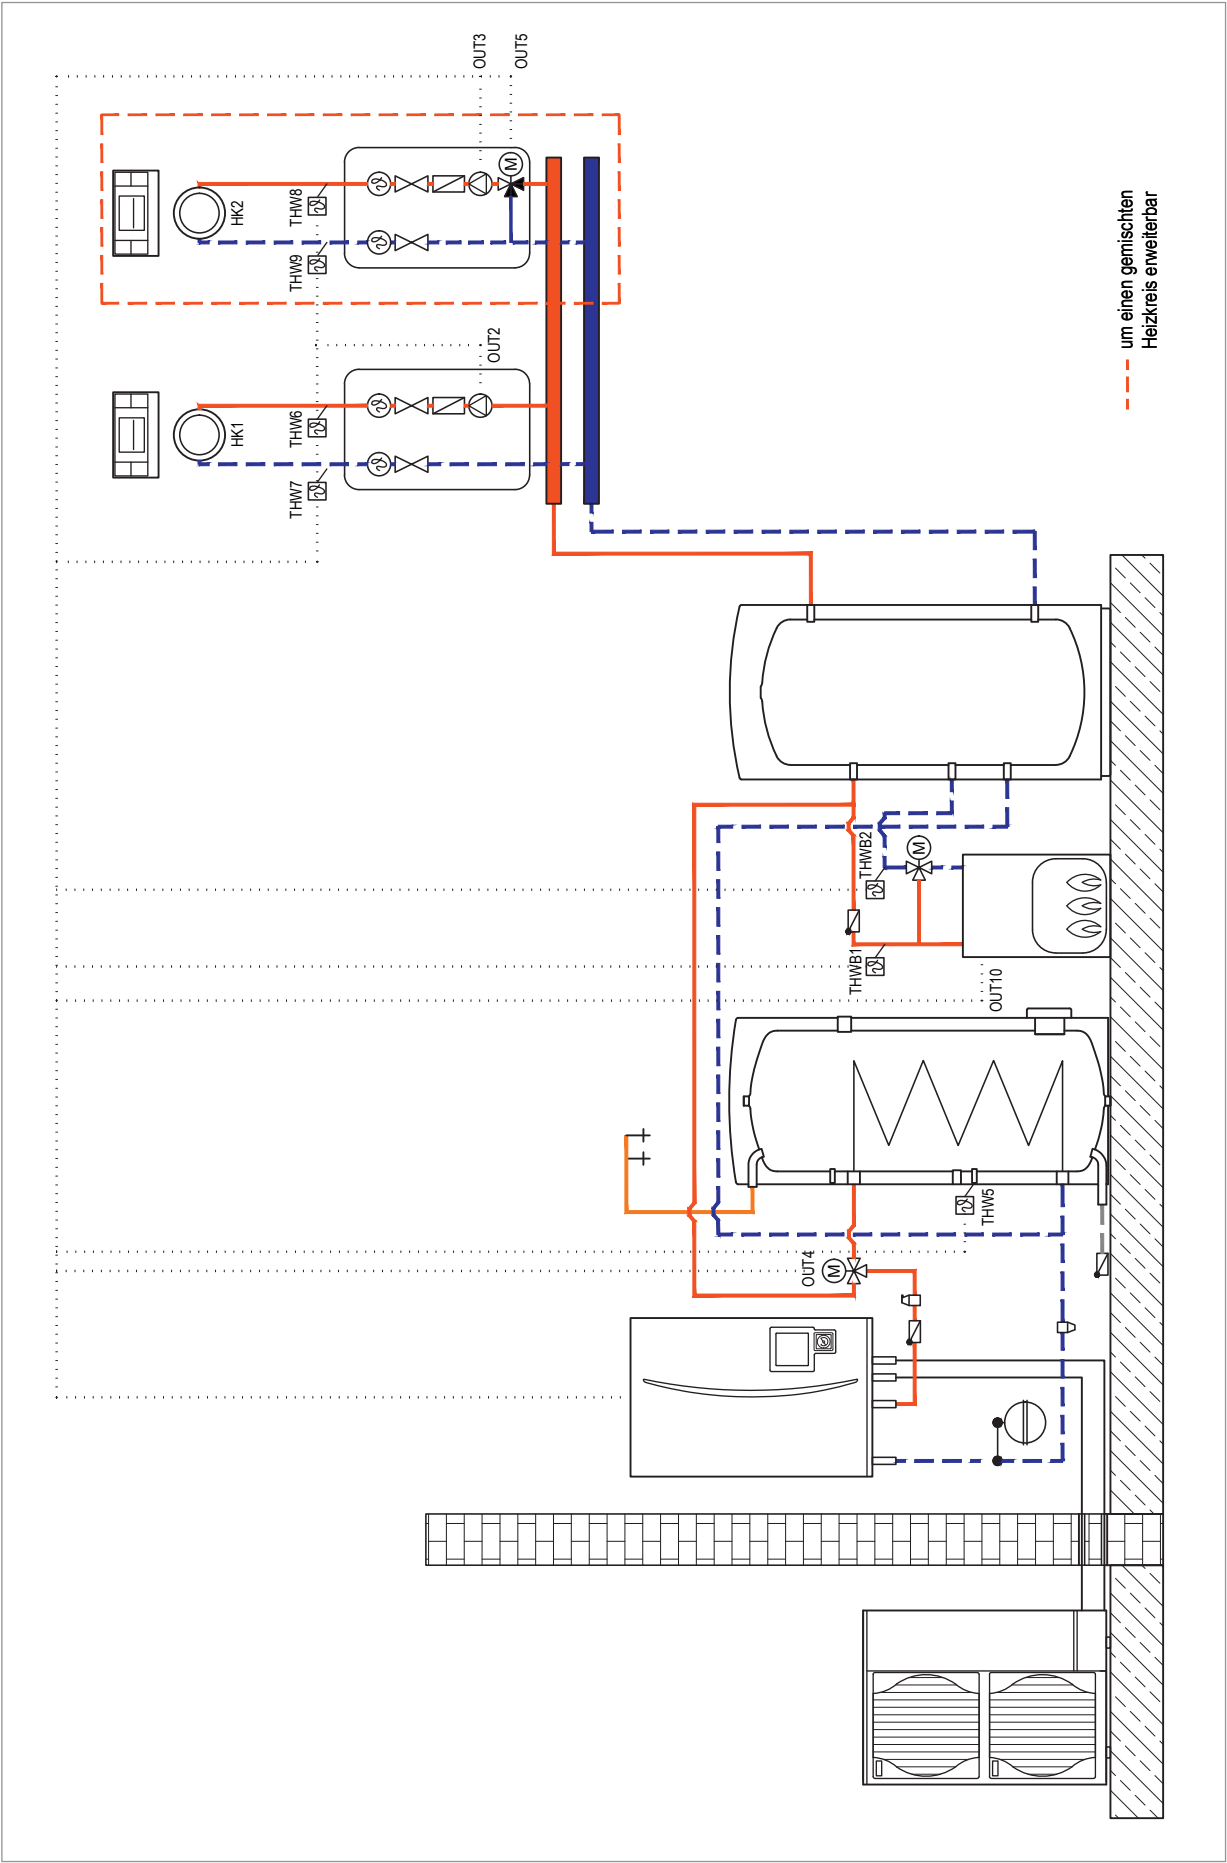 HK1
HK2
THW7
THW6
THW9
THW8
OUT3
OUT2
M
OUT5
OUT4
M
THWB1
THWB2
M
THW5
OUT10
um einen gemischten
Heizkreis erweiterbar